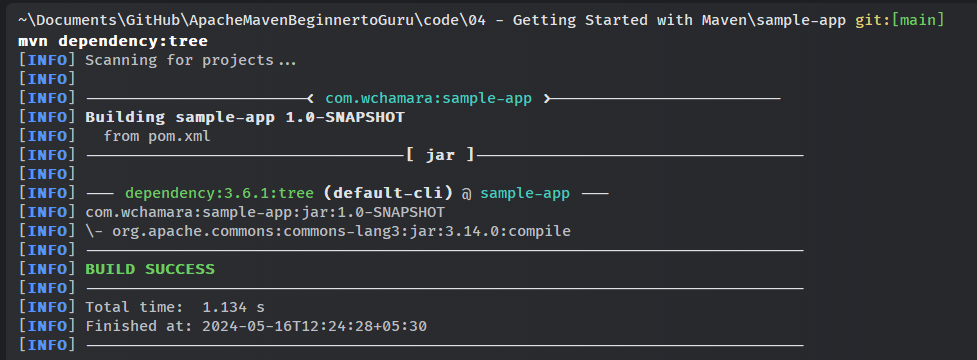 ~\Documents\GitHub\ApacheMavenBeginnertoGuru\code\04 - Getting Started with Maven\sample-app git:[main]
mvn dependency:tree
[INFO] Scanning for projects...
[INFO]
[INFO] ------------------------< com.wchamara:sample-app >-------------------------
[INFO] Building sample-app 1.0-SNAPSHOT
[INFO]   from pom.xml
[INFO] -----------------------------------[ jar ]------------------------------------
[INFO]
[INFO] --- dependency:3.6.1:tree (default-cli) @ sample-app ---
[INFO] com.wchamara:sample-app:jar:1.0-SNAPSHOT
[INFO] \- org.apache.commons:commons-lang3:jar:3.14.0:compile
[INFO] ------------------------------------------------------------------------
[INFO] BUILD SUCCESS
[INFO] ------------------------------------------------------------------------
[INFO] Total time:  1.134 s
[INFO] Finished at: 2024-05-16T12:24:28+05:30
[INFO] ------------------------------------------------------------------------